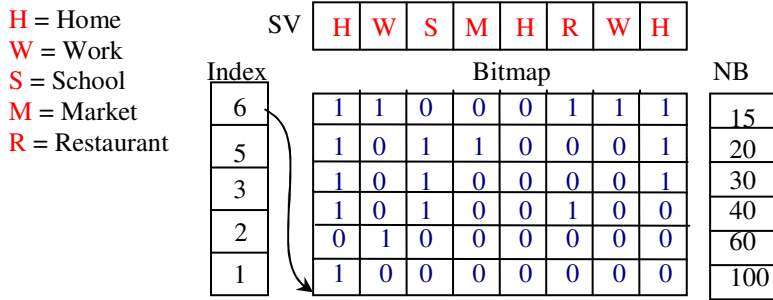 H = Home
W = Work
S = School
M = Market
R = Restaurant
SV H W S M H R W H
Index Bitmap NB
6 1 1 0 0 0 1 1 1 15
5 1 0 1 1 0 0 0 1 20
3 1 0 1 0 0 0 0 1 30
2 1 0 1 0 0 1 0 0 40
0 1 0 0 0 0 0 0 60
1 1 0 0 0 0 0 0 0 100